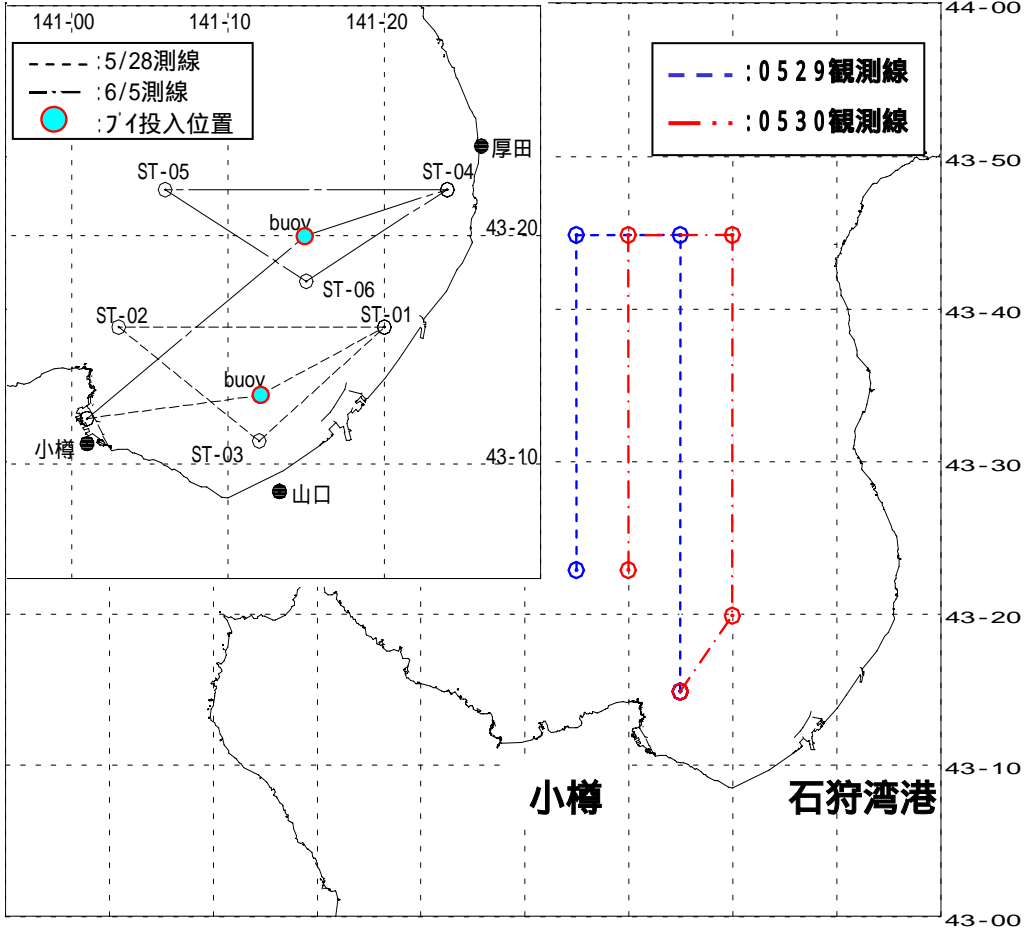 141-00
141-10
141-20
:5/28測線
:6/5測線
:ブイ投入位置
厚田
ST-05
ST-04
buoy
43-20
ST-06
ST-02
ST-01
buoy
小樽
ST-03
43-10
山口
:0529観測線
:0530観測線
44-00
43-50
43-40
43-30
43-20
43-10
43-00
小樽
石狩湾港